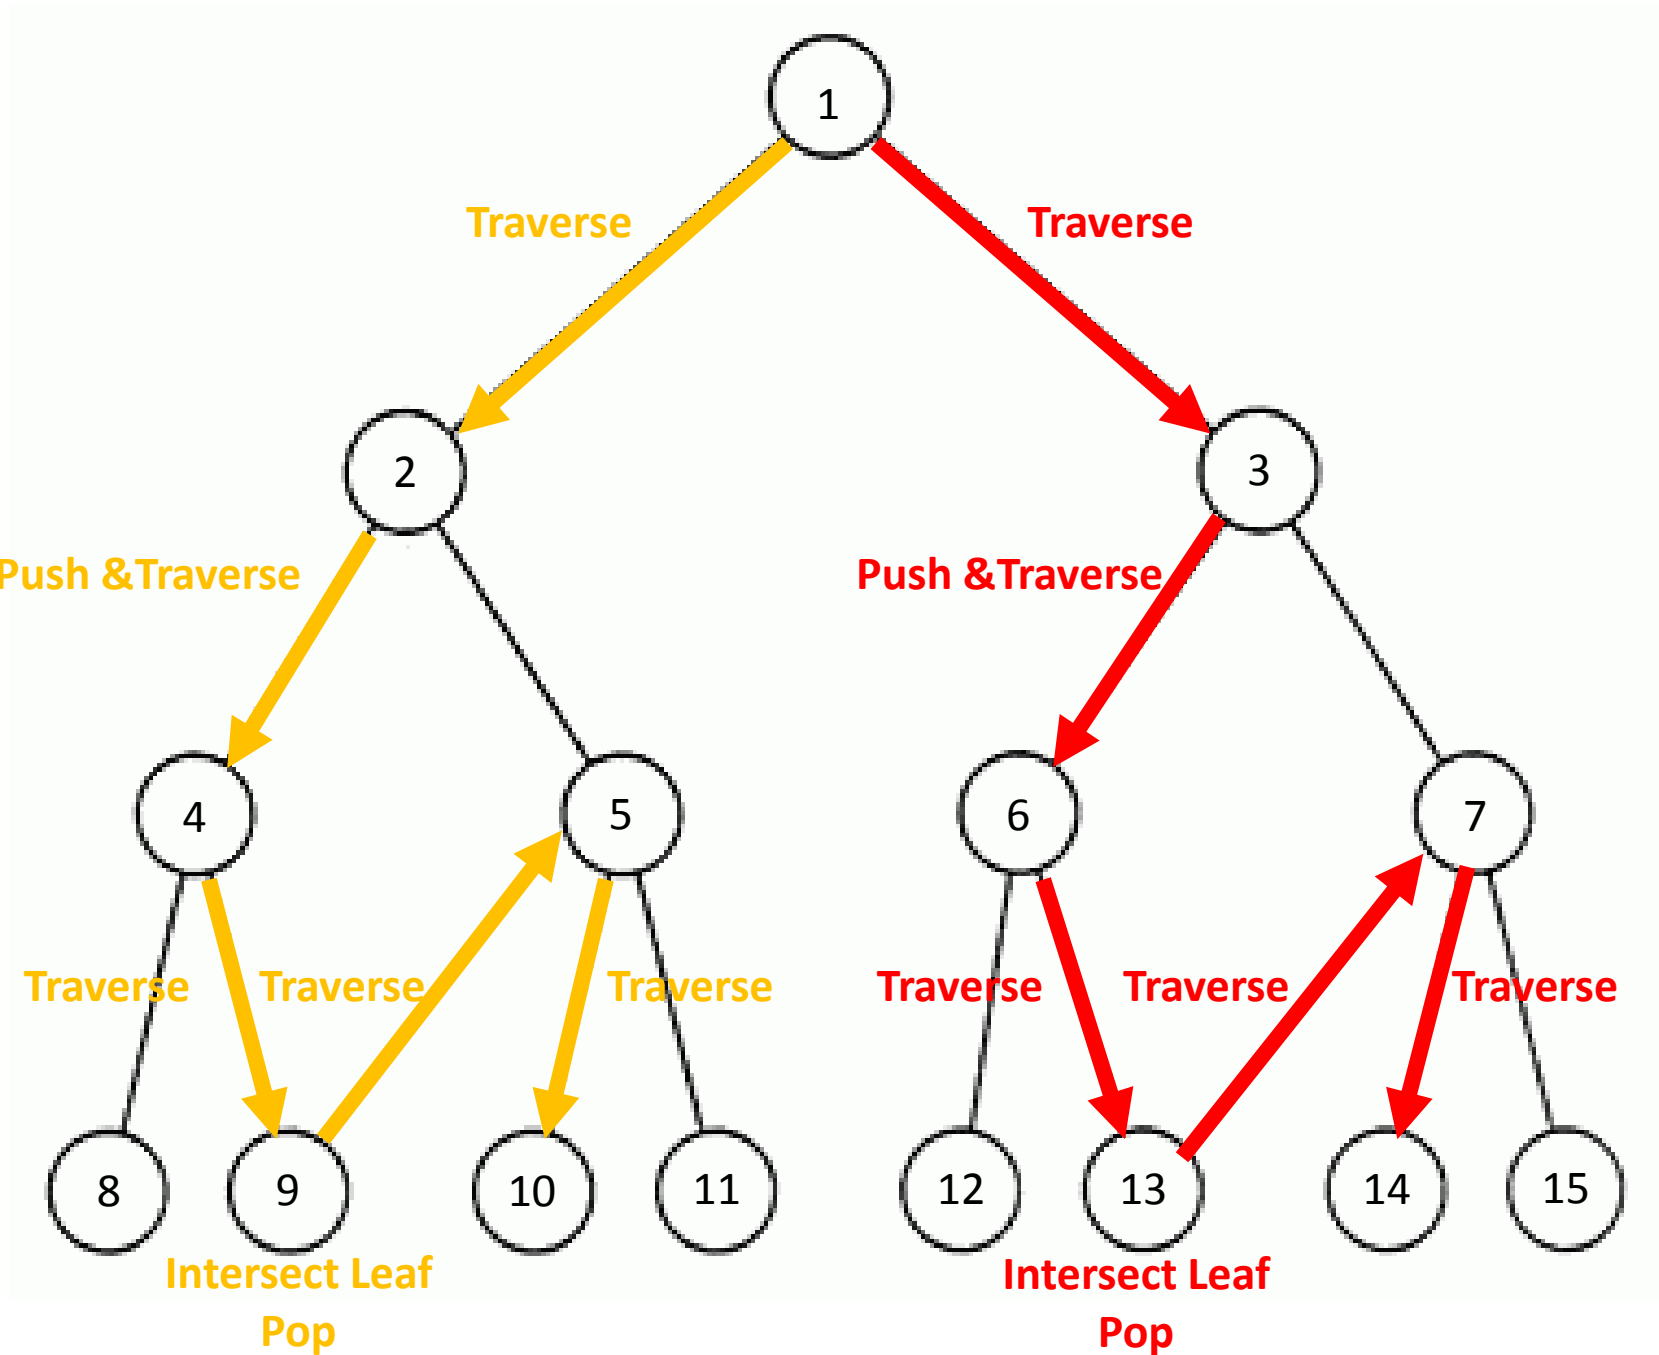 1
Traverse Traverse
2 3
Push &Traverse Push &Traverse
4 5 6 7
Traverse Traverse Traverse Traverse Traverse Traverse
8 9 10 11 12 13 14 15
Intersect Leaf
Pop
Intersect Leaf
Pop